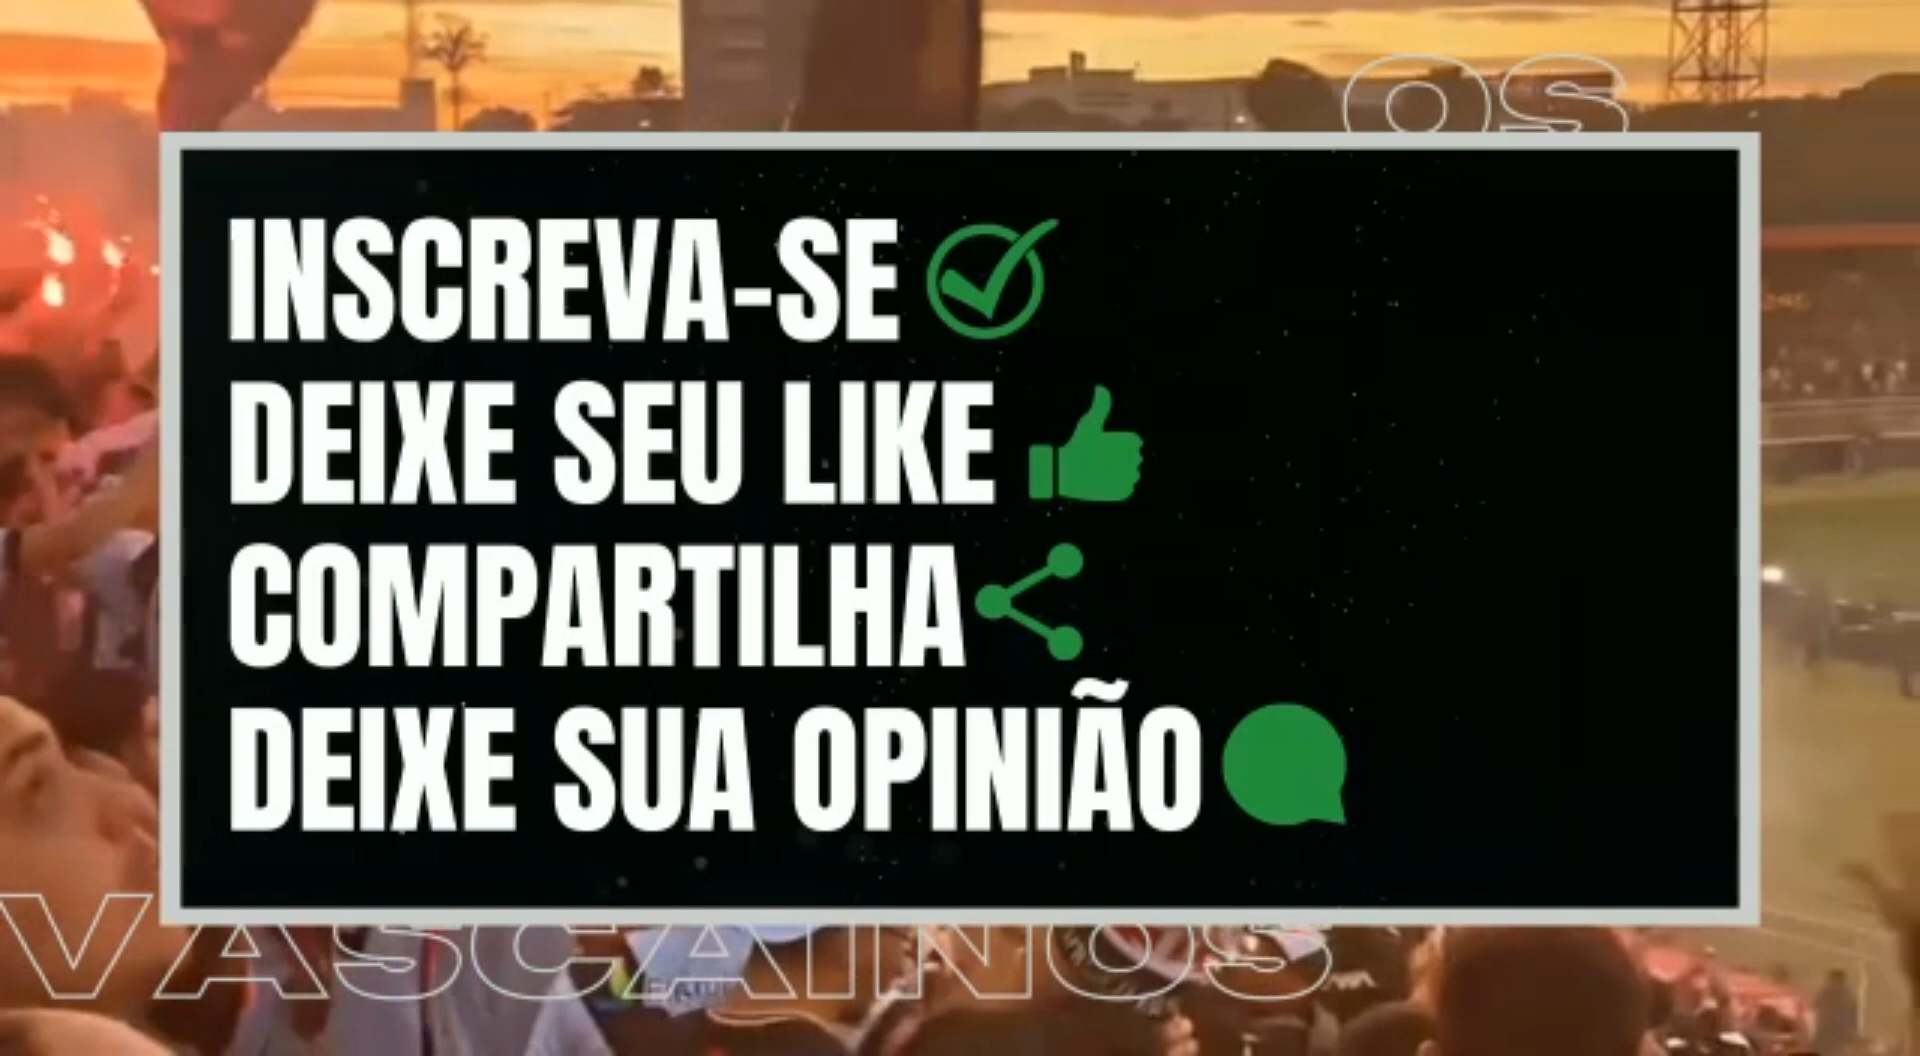 OS
INSCREVA-SE
DEIXE SEU LIKE
COMPARTILHA
DEIXE SUA OPINIÃO
VASCAINOS